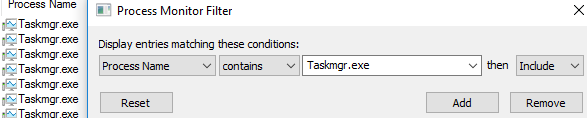 Process Name
Process Monitor Filter
Taskmgr.exe
Taskmgr.exe
Display entries matching these conditions:
Taskmgr.exe
Process Name contains Taskmgr.exe then Include
Taskmgr.exe
Taskmgr.exe
Taskmgr.exe
Reset Add Remove
Taskmgr.exe